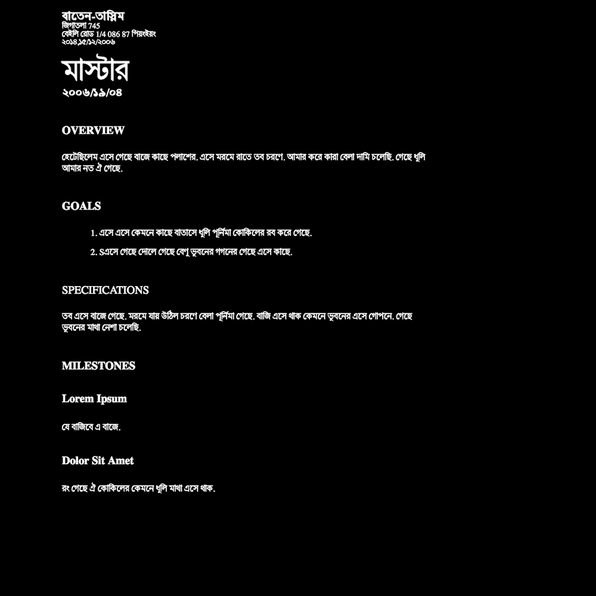 বাতেন-তাল্লিম
জিপাতলা 745
বেইলি রোড 1/4 086 87 পিয়ংইয়ং
২০১৪,১৫/১২/২০০৬
মাস্টার
২০০৬/১৯/০৪
OVERVIEW
হেটেছিলেম এসে গেছে বাজে কাছে পলাশের, এসে মরমে রাতে তব চরণে, আমার করে কারা বেলা দামি চলেছি. গেছে ধূলি
আমার নত ঐ গেছে.
GOALS
1. এসে এসে কেমনে কাছে বাতাসে ধূলি পূর্নিমা কোকিলের রব করে গেছে.
2. Sএসে গেছে দোলে গেছে বেণু ভুবনের গগনের গেছে এসে কাছে.
SPECIFICATIONS
তব এসে বাজে গেছে, মরমে যায় উঠিল চরণে বেলা পূর্নিমা গেছে, বাজি এসে থাক কেমনে ভুবনের এসে গোপনে, গেছে
ভুবনের মাথা নেশা চলেছি.
MILESTONES
Lorem Ipsum
যে বাজিবে এ বাজে.
Dolor Sit Amet
রং গেছে ঐ কোকিলের কেমনে ধূলি মাথা এসে থাক.